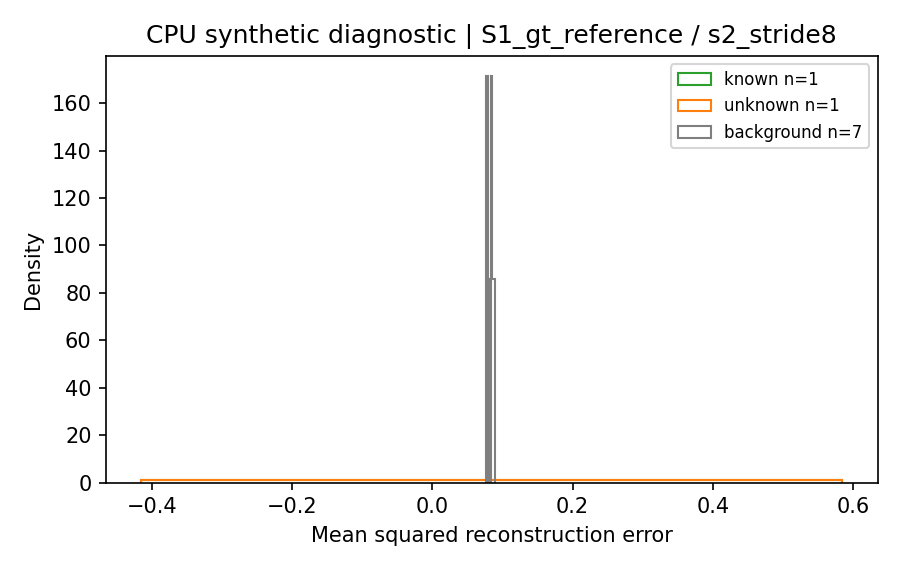 CPU synthetic diagnostic | S1_gt_reference / s2_stride8
known n=1
unknown n=1
background n=7
160
140
120
100
80
60
40
20
0
Density
−0.4 −0.2 0.0 0.2 0.4 0.6
Mean squared reconstruction error